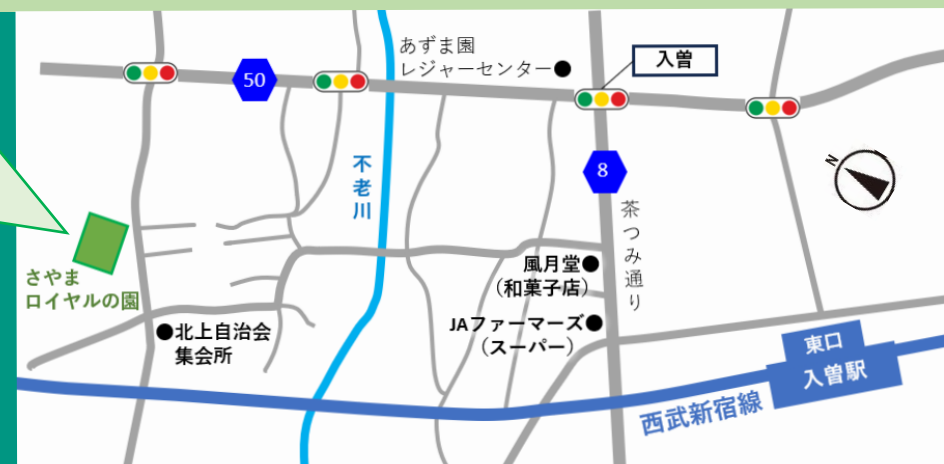 あずま園
レジャーセンター●
入曽
50
N
不老川
8
茶つみ通り
風月堂●
（和菓子店）
さやま
ロイヤルの園
JAファーマーズ●
（スーパー）
●北上自治会
集会所
東口
入曽駅
西武新宿線